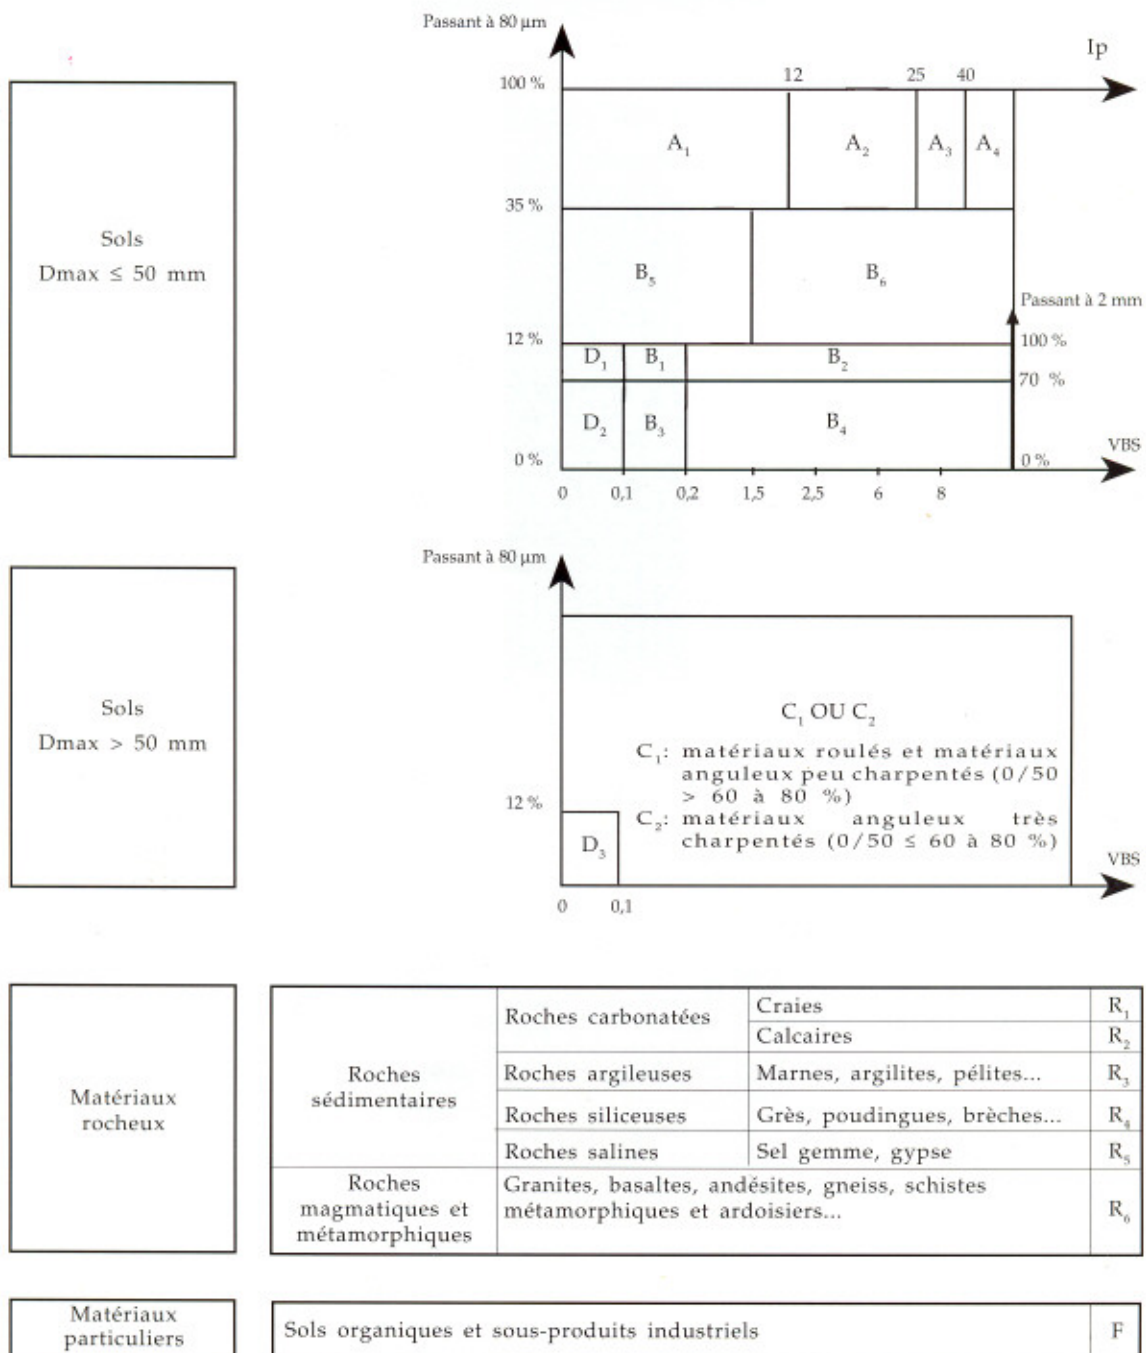 Passant à 80 µm
Ip
12 25 40
100 %
A₁ A₂ A₃ A₄
35 %
Sols
Dmax ≤ 50 mm
B₅ B₆
Passant à 2 mm
12 % 100 %
D₁ B₁ B₂
70 %
D₂ B₃ B₄
VBS
0 % 0 %
0 0,1 0,2 1,5 2,5 6 8
Passant à 80 µm
Sols
Dmax > 50 mm
C₁ OU C₂
C₁: matériaux roulés et matériaux
anguleux peu charpentés (0/50
> 60 à 80 %)
C₂: matériaux anguleux très
charpentés (0/50 ≤ 60 à 80 %)
12 %
D₃
VBS
0 0,1
Matériaux
rocheux
Roches
sédimentaires
Roches carbonatées
Craies R₁
Calcaires R₂
Roches argileuses Marnes, argilites, pélites... R₃
Roches siliceuses Grès, poudingues, brèches... R₄
Roches salines Sel gemme, gypse R₅
Roches
magmatiques et
métamorphiques
Granites, basaltes, andésites, gneiss, schistes
métamorphiques et ardoisiers...
R₆
Matériaux
particuliers
Sols organiques et sous-produits industriels F